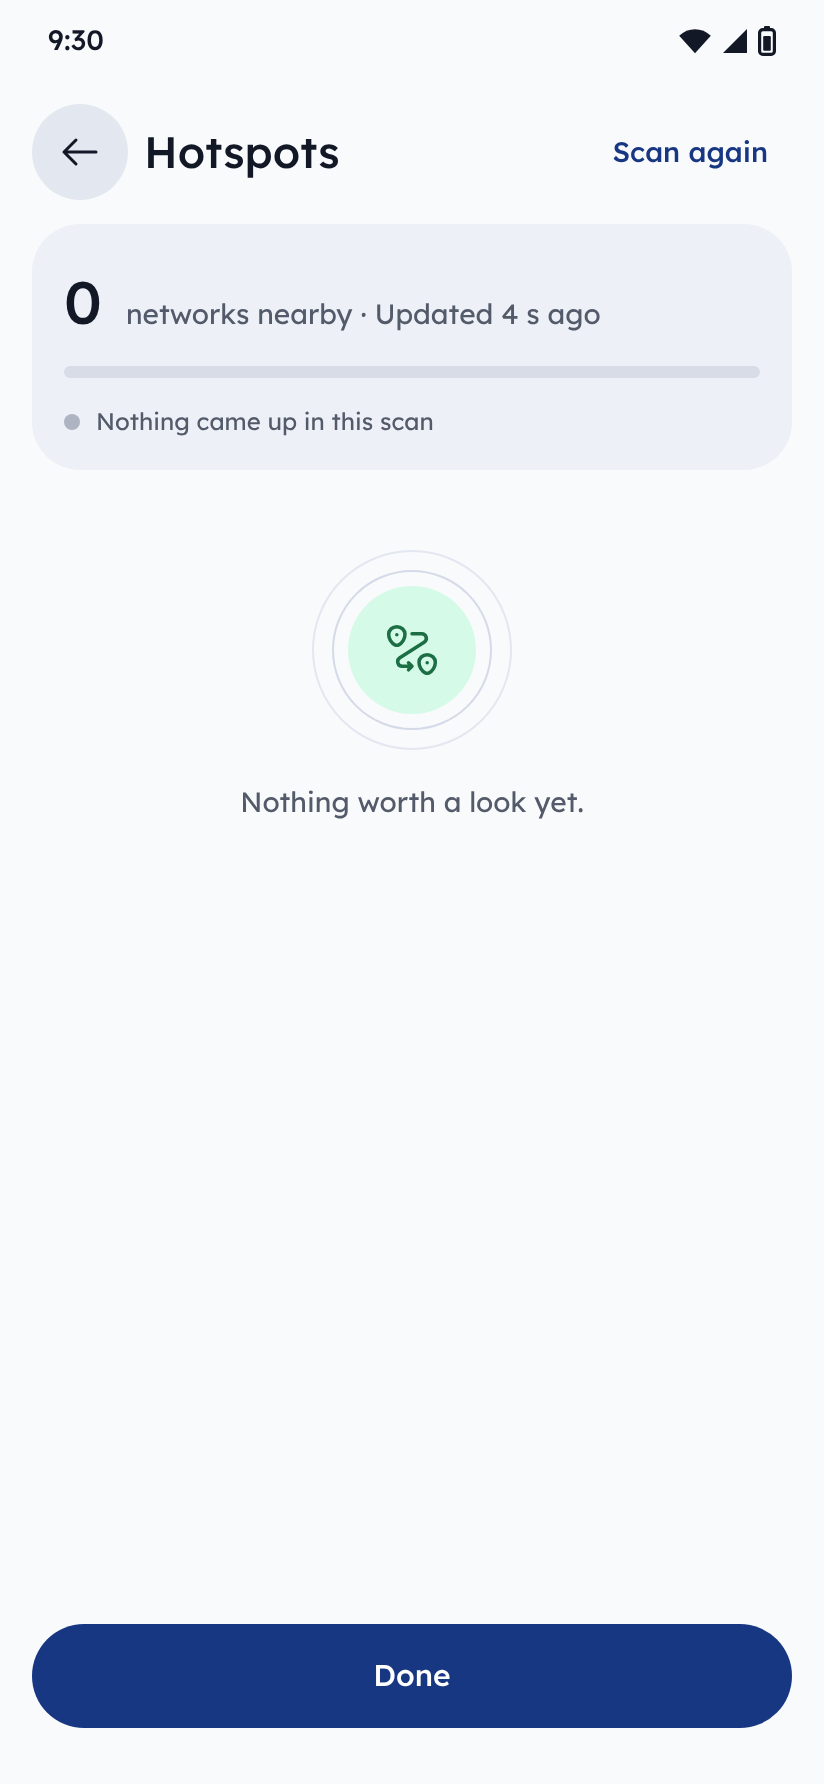 9:30
Hotspots
Scan again
0 networks nearby · Updated 4 s ago
Nothing came up in this scan
Nothing worth a look yet.
Done